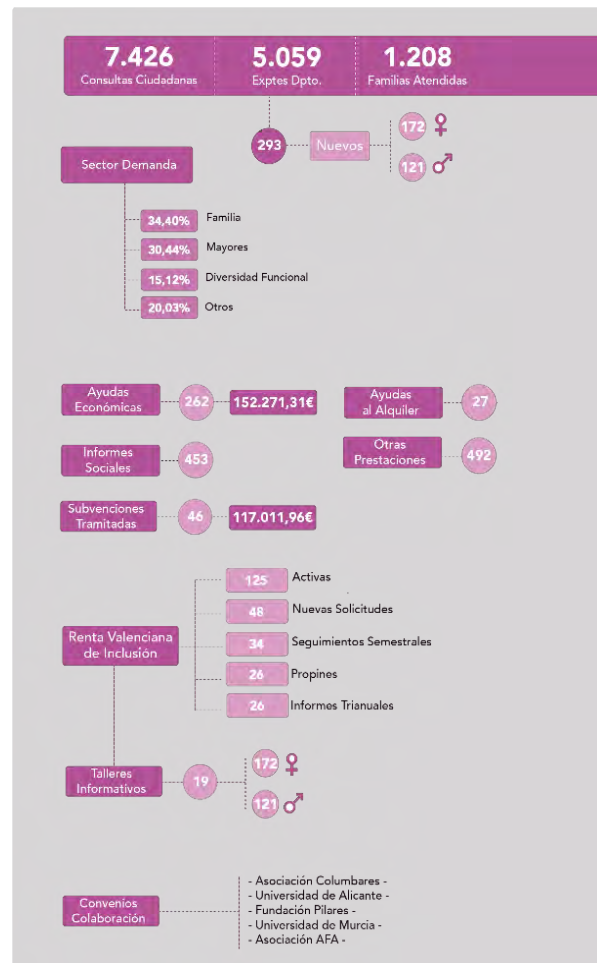 7.426
Consultas Ciudadanas
5.059
Exptes Dpto.
1.208
Familias Atendidas
293
Nuevos
172
121
Sector Demanda
34,40% Familia
30,44% Mayores
15,12% Diversidad Funcional
20,03% Otros
Ayudas
Económicas
262
152.271,31€
Ayudas
al Alquiler
27
Informes
Sociales
453
Otras
Prestaciones
492
Subvenciones
Tramitadas
46
117.011,96€
Renta Valenciana
de Inclusión
125 Activas
48 Nuevas Solicitudes
34 Seguimientos Semestrales
26 Propines
26 Informes Trianuales
Talleres
Informativos
19
172
121
Convenios
Colaboración
- Asociación Columbares -
- Universidad de Alicante -
- Fundación Pilares -
- Universidad de Murcia -
- Asociación AFA -